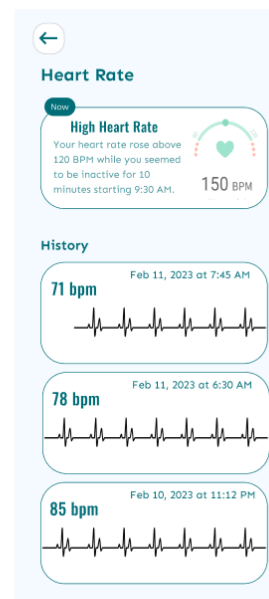 Heart Rate
Now
High Heart Rate
Your heart rate rose above
120 BPM while you seemed
to be inactive for 10
minutes starting 9:30 AM.
150 BPM
History
Feb 11, 2023 at 7:45 AM
71 bpm
Feb 11, 2023 at 6:30 AM
78 bpm
Feb 10, 2023 at 11:12 PM
85 bpm